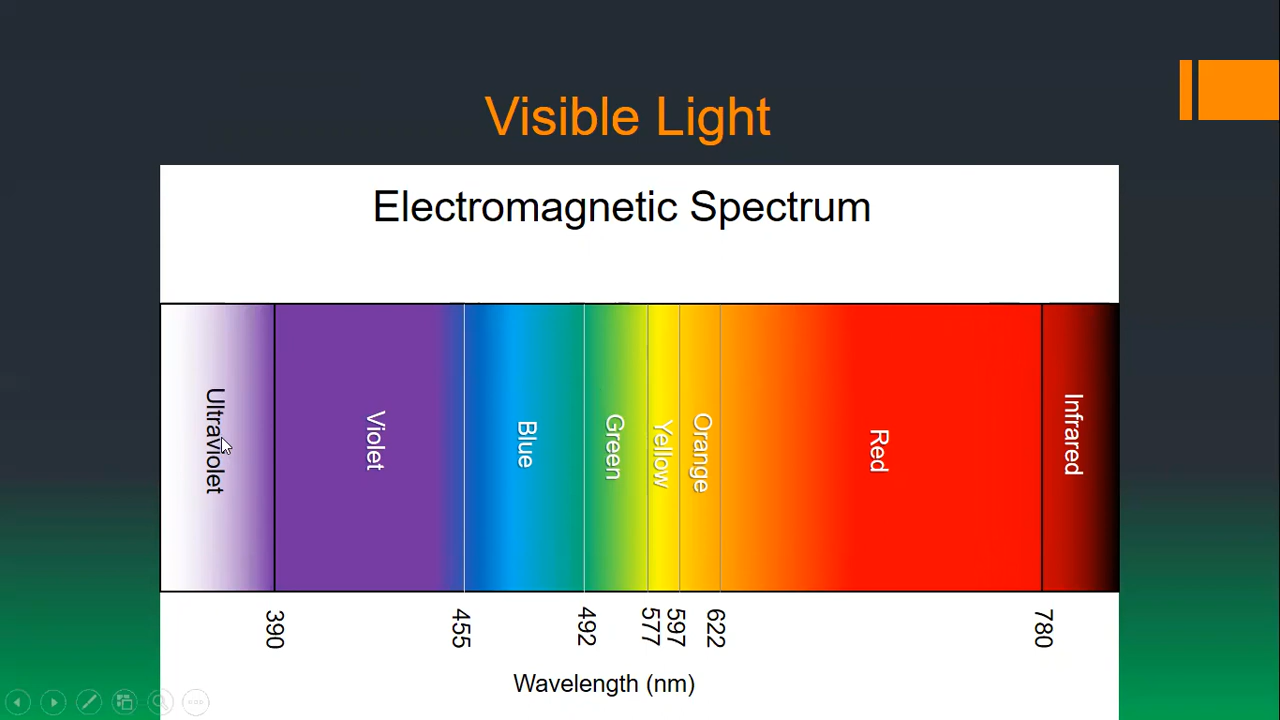 Visible Light
Electromagnetic Spectrum
Ultraviolet
Violet
Blue
Green
Yellow
Orange
Red
Infrared
390
455
492
577
597
622
780
Wavelength (nm)